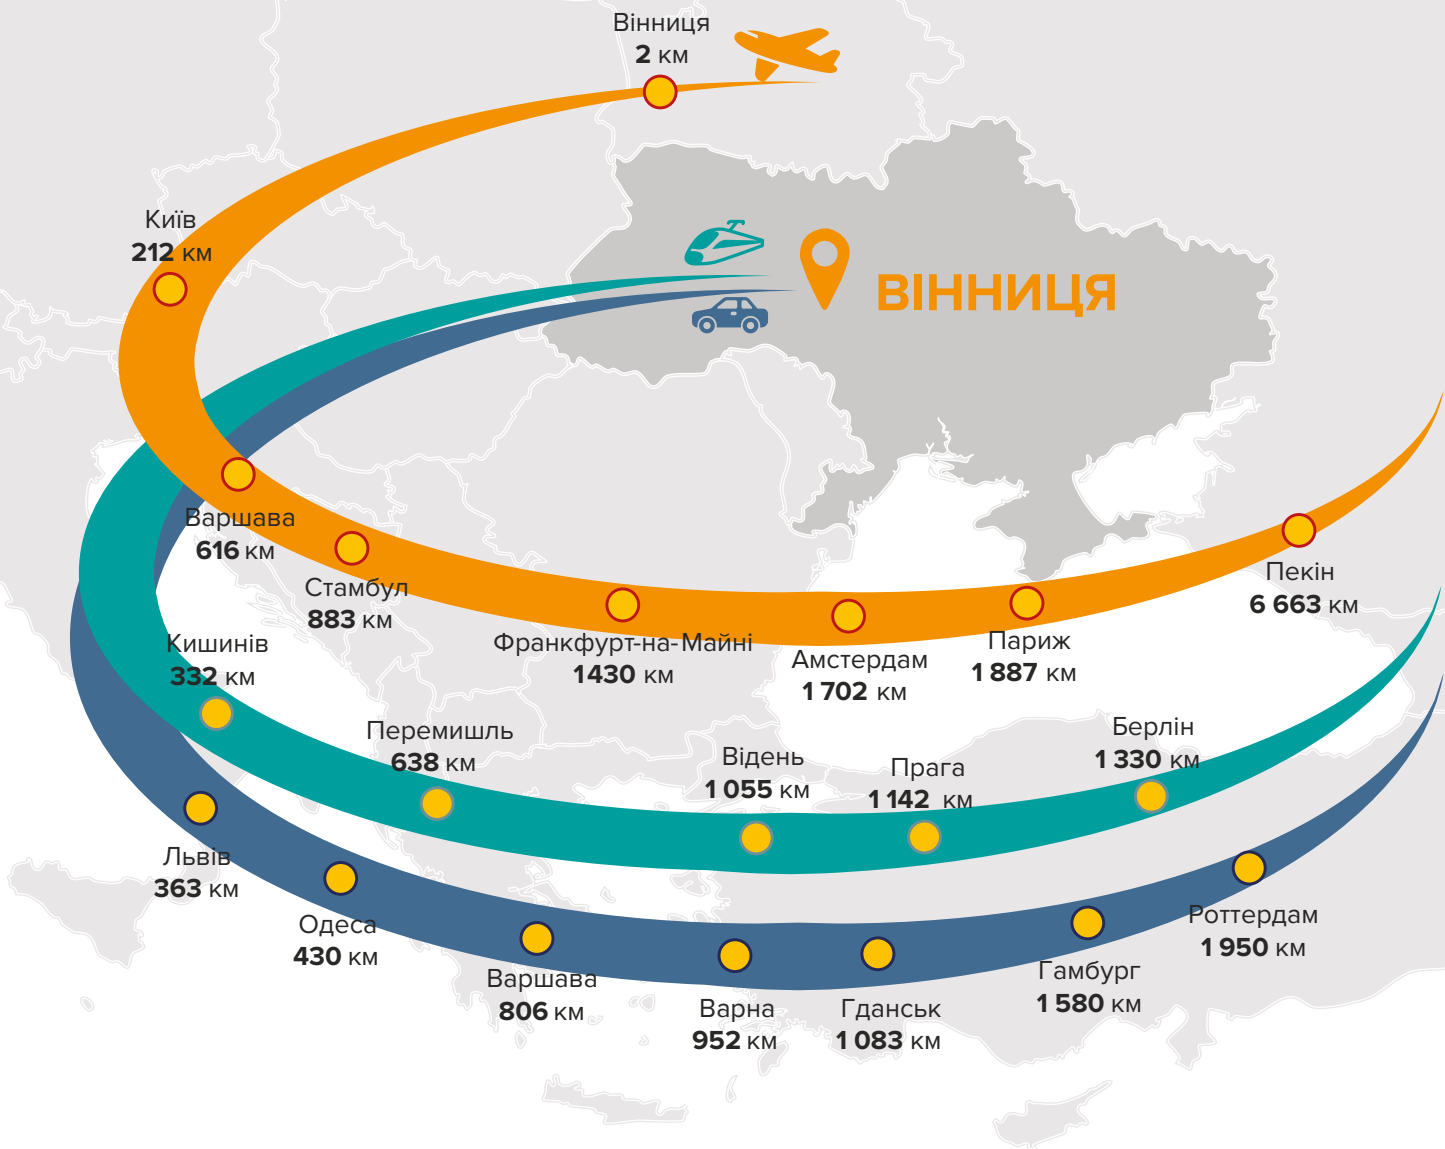 Вінниця
2 км
Київ
212 км
ВІННИЦЯ
Варшава
616 км
Стамбул
883 км
Франкфурт-на-Майні
1430 км
Амстердам
1 702 км
Париж
1 887 км
Пекін
6 663 км
Кишинів
332 км
Перемишль
638 км
Відень
1 055 км
Прага
1 142 км
Берлін
1 330 км
Львів
363 км
Одеса
430 км
Варшава
806 км
Варна
952 км
Гданськ
1 083 км
Гамбург
1 580 км
Роттердам
1 950 км